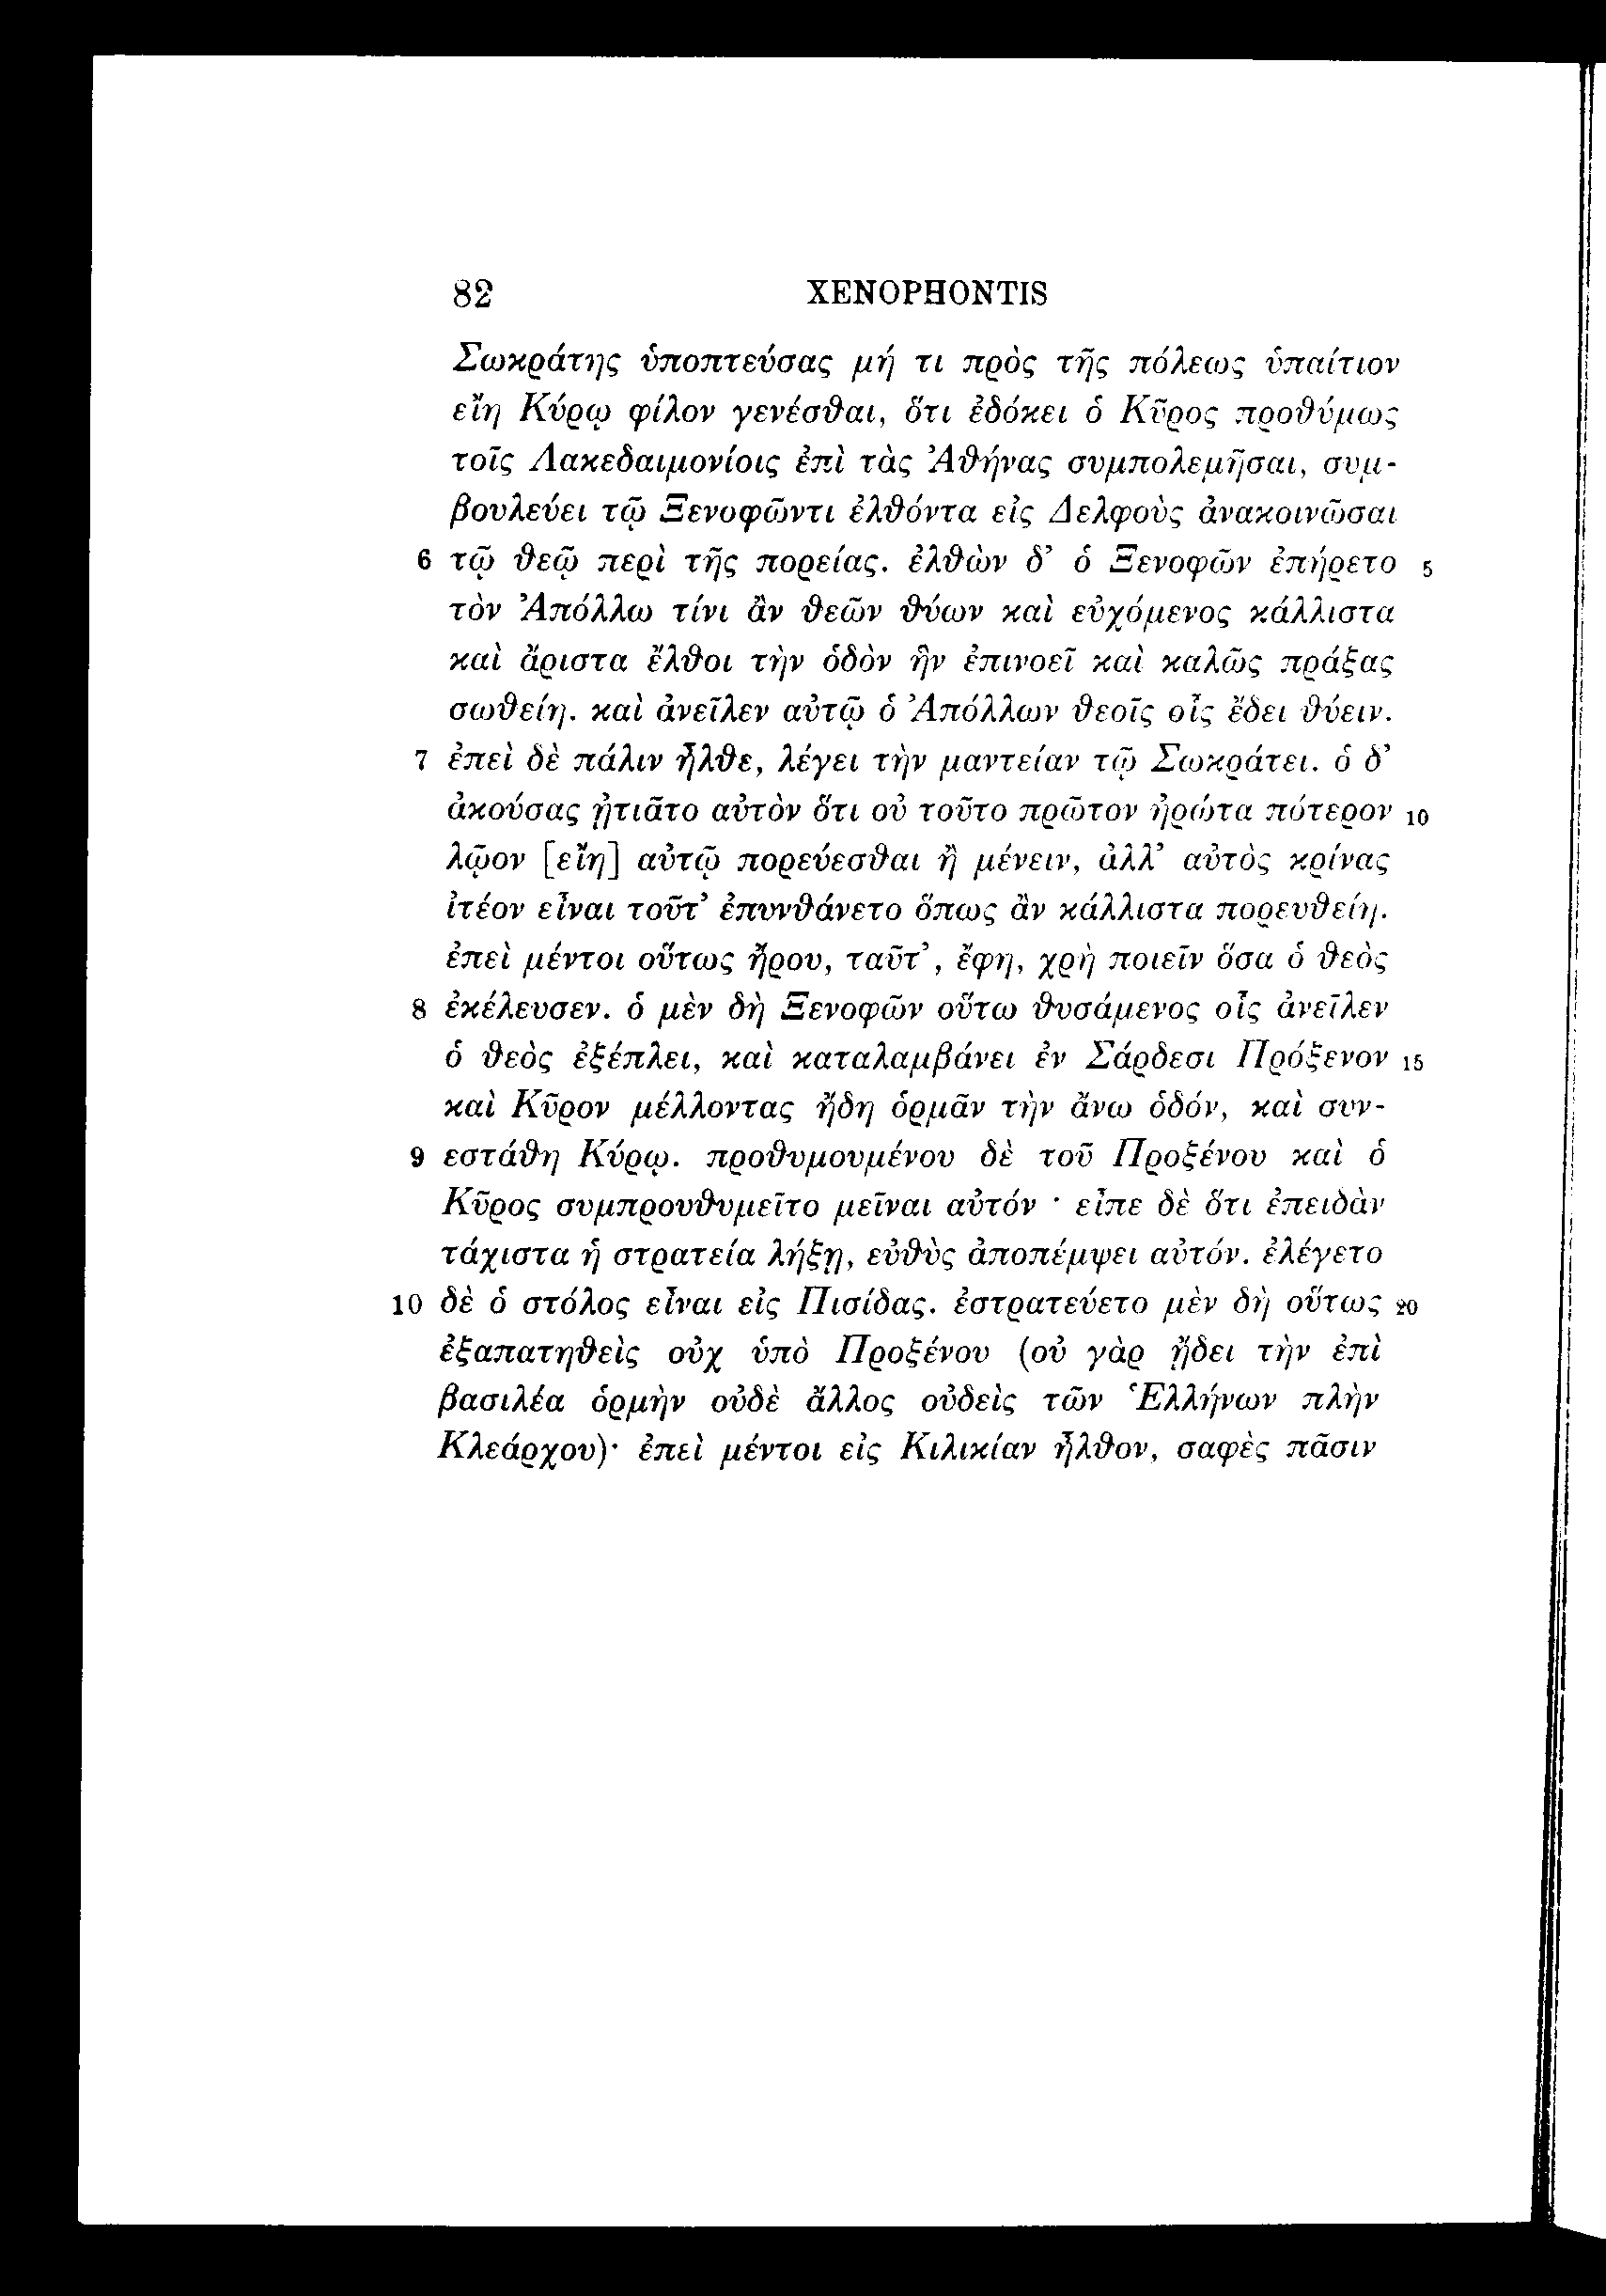 82 XENOPHONTIS
Σωκράτης ὑποπτεύσας μή τι πρὸς τῆς πόλεως ὑπαίτιον
εἴη Κύρῳ φίλον γενέσθαι, ὅτι ἐδόκει ὁ Κῦρος προθύμως
τοῖς Λακεδαιμονίοις ἐπὶ τὰς Ἀθήνας συμπολεμῆσαι, συμ-
βουλεύει τῷ Ξενοφῶντι ἐλθόντα εἰς Δελφοὺς ἀνακοινῶσαι
6 τῷ θεῷ περὶ τῆς πορείας. ἐλθὼν δ’ ὁ Ξενοφῶν ἐπήρετο 5
τὸν Ἀπόλλω τίνι ἂν θεῶν θύων καὶ εὐχόμενος κάλλιστα
καὶ ἄριστα ἔλθοι τὴν ὁδὸν ἣν ἐπινοεῖ καὶ καλῶς πράξας
σωθείη. καὶ ἀνεῖλεν αὐτῷ ὁ Ἀπόλλων θεοῖς οἷς ἔδει θύειν.
7 ἐπεὶ δὲ πάλιν ἦλθε, λέγει τὴν μαντείαν τῷ Σωκράτει. ὁ δ’
ἀκούσας ᾐτιᾶτο αὐτὸν ὅτι οὐ τοῦτο πρῶτον ἠρώτα πότερον 10
λῷον [εἴη] αὐτῷ πορεύεσθαι ἢ μένειν, ἀλλ’ αὐτὸς κρίνας
ἰτέον εἶναι τοῦτ’ ἐπυνθάνετο ὅπως ἂν κάλλιστα πορευθείη.
ἐπεὶ μέντοι οὕτως ἤρου, ταῦτ’, ἔφη, χρὴ ποιεῖν ὅσα ὁ θεὸς
8 ἐκέλευσεν. ὁ μὲν δὴ Ξενοφῶν οὕτω θυσάμενος οἷς ἀνεῖλεν
ὁ θεὸς ἐξέπλει, καὶ καταλαμβάνει ἐν Σάρδεσι Πρόξενον 15
καὶ Κῦρον μέλλοντας ἤδη ὁρμᾶν τὴν ἄνω ὁδόν, καὶ συν-
9 εστάθη Κύρῳ. προθυμουμένου δὲ τοῦ Προξένου καὶ ὁ
Κῦρος συμπρουθυμεῖτο μεῖναι αὐτόν · εἶπε δὲ ὅτι ἐπειδὰν
τάχιστα ἡ στρατεία λήξῃ, εὐθὺς ἀποπέμψει αὐτόν. ἐλέγετο
10 δὲ ὁ στόλος εἶναι εἰς Πισίδας. ἐστρατεύετο μὲν δὴ οὕτως 20
ἐξαπατηθεὶς οὐχ ὑπὸ Προξένου (οὐ γὰρ ᾔδει τὴν ἐπὶ
βασιλέα ὁρμὴν οὐδὲ ἄλλος οὐδεὶς τῶν Ἑλλήνων πλὴν
Κλεάρχου)· ἐπεὶ μέντοι εἰς Κιλικίαν ἦλθον, σαφὲς πᾶσιν